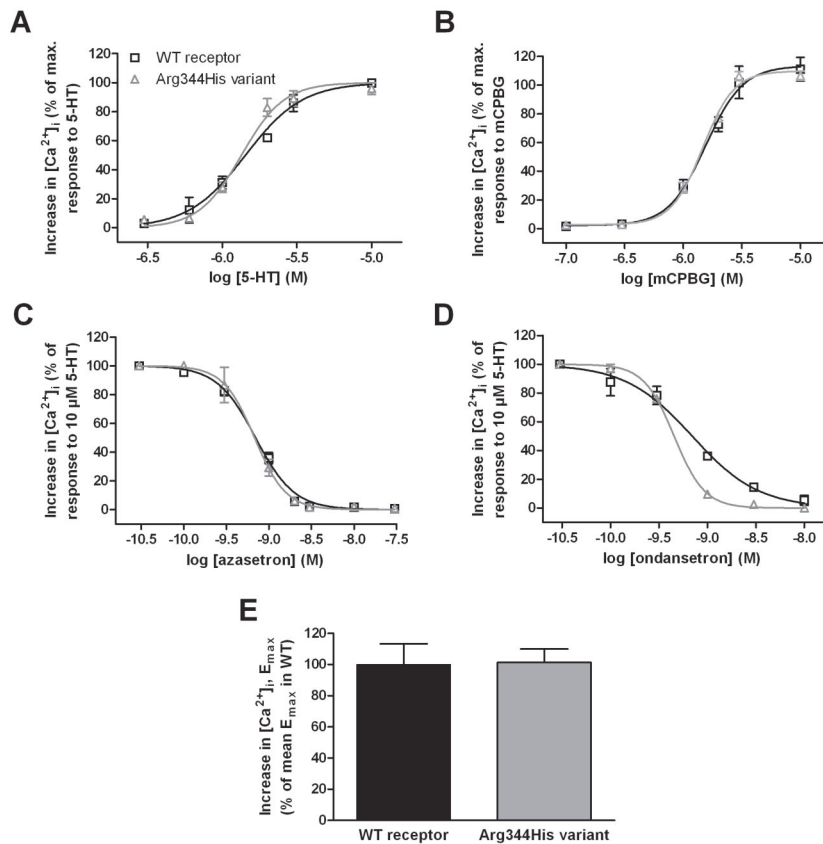 A
Increase in [Ca²⁺]ᵢ (% of max.
response to 5-HT)
120
100
80
60
40
20
0
WT receptor
Arg344His variant
-6.5
-6.0
-5.5
-5.0
log [5-HT] (M)
B
Increase in [Ca²⁺]ᵢ (% of max.
response to mCPBG)
120
100
80
60
40
20
0
-7.0
-6.5
-6.0
-5.5
-5.0
log [mCPBG] (M)
C
Increase in [Ca²⁺]ᵢ (% of
response to 10 µM 5-HT)
120
100
80
60
40
20
0
-10.5
-10.0
-9.5
-9.0
-8.5
-8.0
-7.5
log [azasetron] (M)
D
Increase in [Ca²⁺]ᵢ (% of
response to 10 µM 5-HT)
120
100
80
60
40
20
0
-10.5
-10.0
-9.5
-9.0
-8.5
-8.0
log [ondansetron] (M)
E
Increase in [Ca²⁺]ᵢ, Emax
(% of mean Emax in WT)
120
100
80
60
40
20
0
WT receptor
Arg344His variant